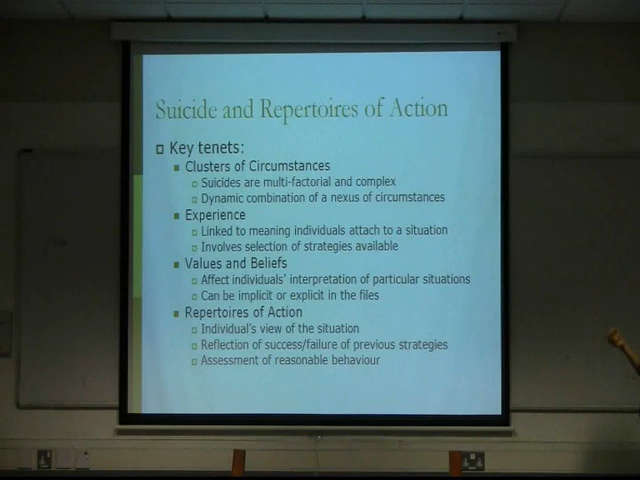 Suicide and Repertoires of Action
Key tenets:
Clusters of Circumstances
Suicides are multi-factorial and complex
Dynamic combination of a nexus of circumstances
Experience
Linked to meaning individuals attach to a situation
Involves selection of strategies available
Values and Beliefs
Affect individuals' interpretation of particular situations
Can be implicit or explicit in the files
Repertoires of Action
Individual's view of the situation
Reflection of success/failure of previous strategies
Assessment of reasonable behaviour